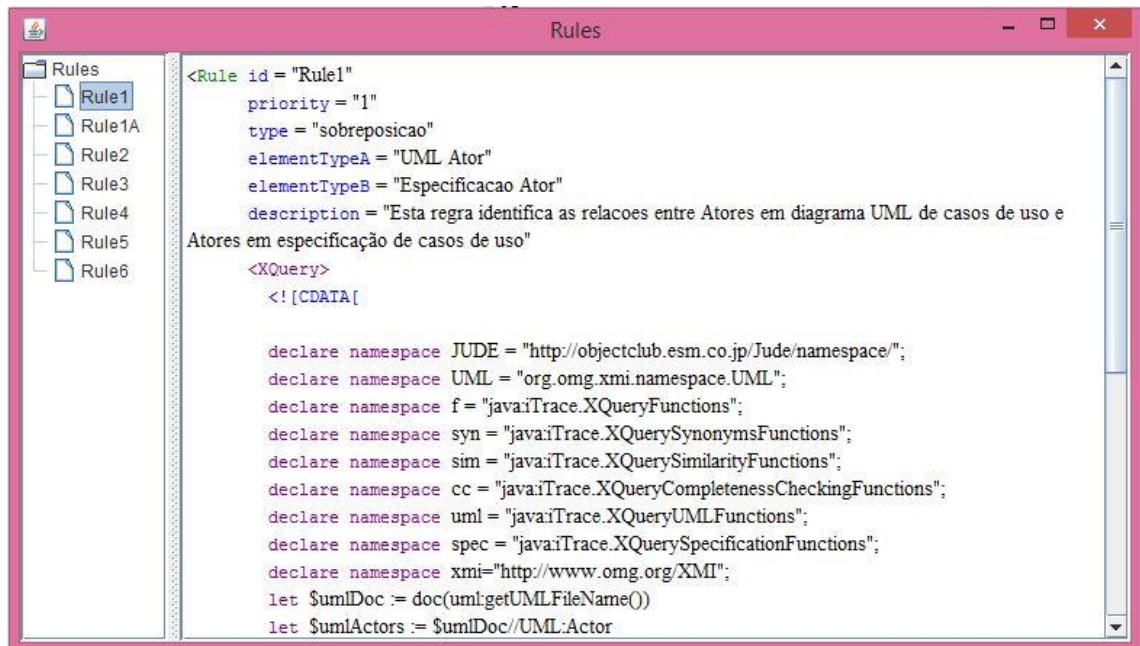 Rules
Rules
Rule1
Rule1A
Rule2
Rule3
Rule4
Rule5
Rule6
<Rule id = "Rule1"
priority = "1"
type = "sobreposicao"
elementTypeA = "UML Ator"
elementTypeB = "Especificacao Ator"
description = "Esta regra identifica as relacoes entre Atores em diagrama UML de casos de uso e
Atores em especificação de casos de uso"
<XQuery>
<![CDATA[
declare namespace JUDE = "http://objectclub.esm.co.jp/Jude/namespace/";
declare namespace UML = "org.omg.xmi.namespace.UML";
declare namespace f = "java:iTrace.XQueryFunctions";
declare namespace syn = "java:iTrace.XQuerySynonymsFunctions";
declare namespace sim = "java:iTrace.XQuerySimilarityFunctions";
declare namespace cc = "java:iTrace.XQueryCompletenessCheckingFunctions";
declare namespace uml = "java:iTrace.XQueryUMLFunctions";
declare namespace spec = "java:iTrace.XQuerySpecificationFunctions";
declare namespace xmi="http://www.omg.org/XMI";
let $umlDoc := doc(uml:getUMLFileName())
let $umlActors := $umlDoc//UML:Actor